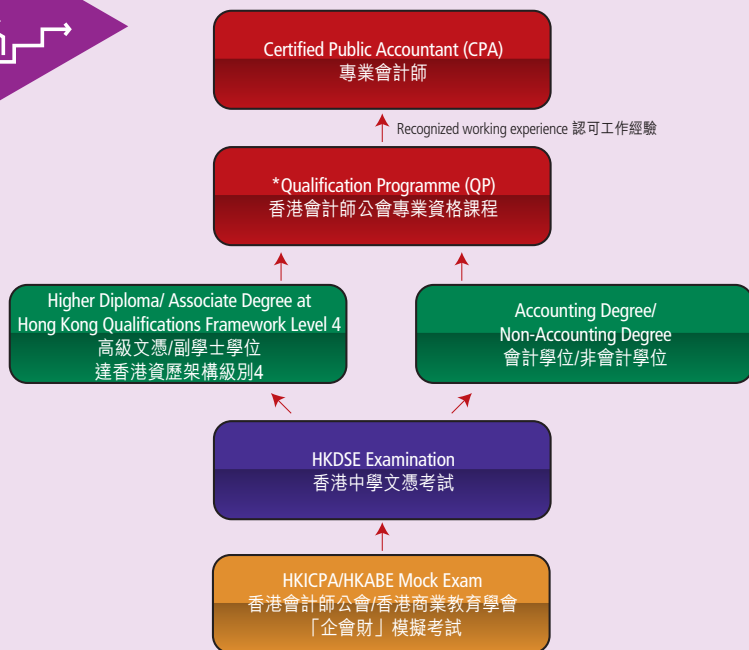 Certified Public Accountant (CPA)
專業會計師
Recognized working experience 認可工作經驗
*Qualification Programme (QP)
香港會計師公會專業資格課程
Higher Diploma/ Associate Degree at
Hong Kong Qualifications Framework Level 4
高級文憑/副學士學位
達香港資歷架構級別4
Accounting Degree/
Non-Accounting Degree
會計學位/非會計學位
HKDSE Examination
香港中學文憑考試
HKICPA/HKABE Mock Exam
香港會計師公會/香港商業教育學會
「企會財」模擬考試